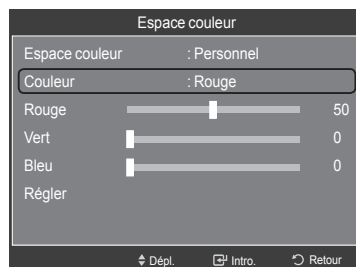 Espace couleur
Espace couleur : Personnel
Couleur : Rouge
Rouge 50
Vert 0
Bleu 0
Régler
Dépl. Intro. Retour